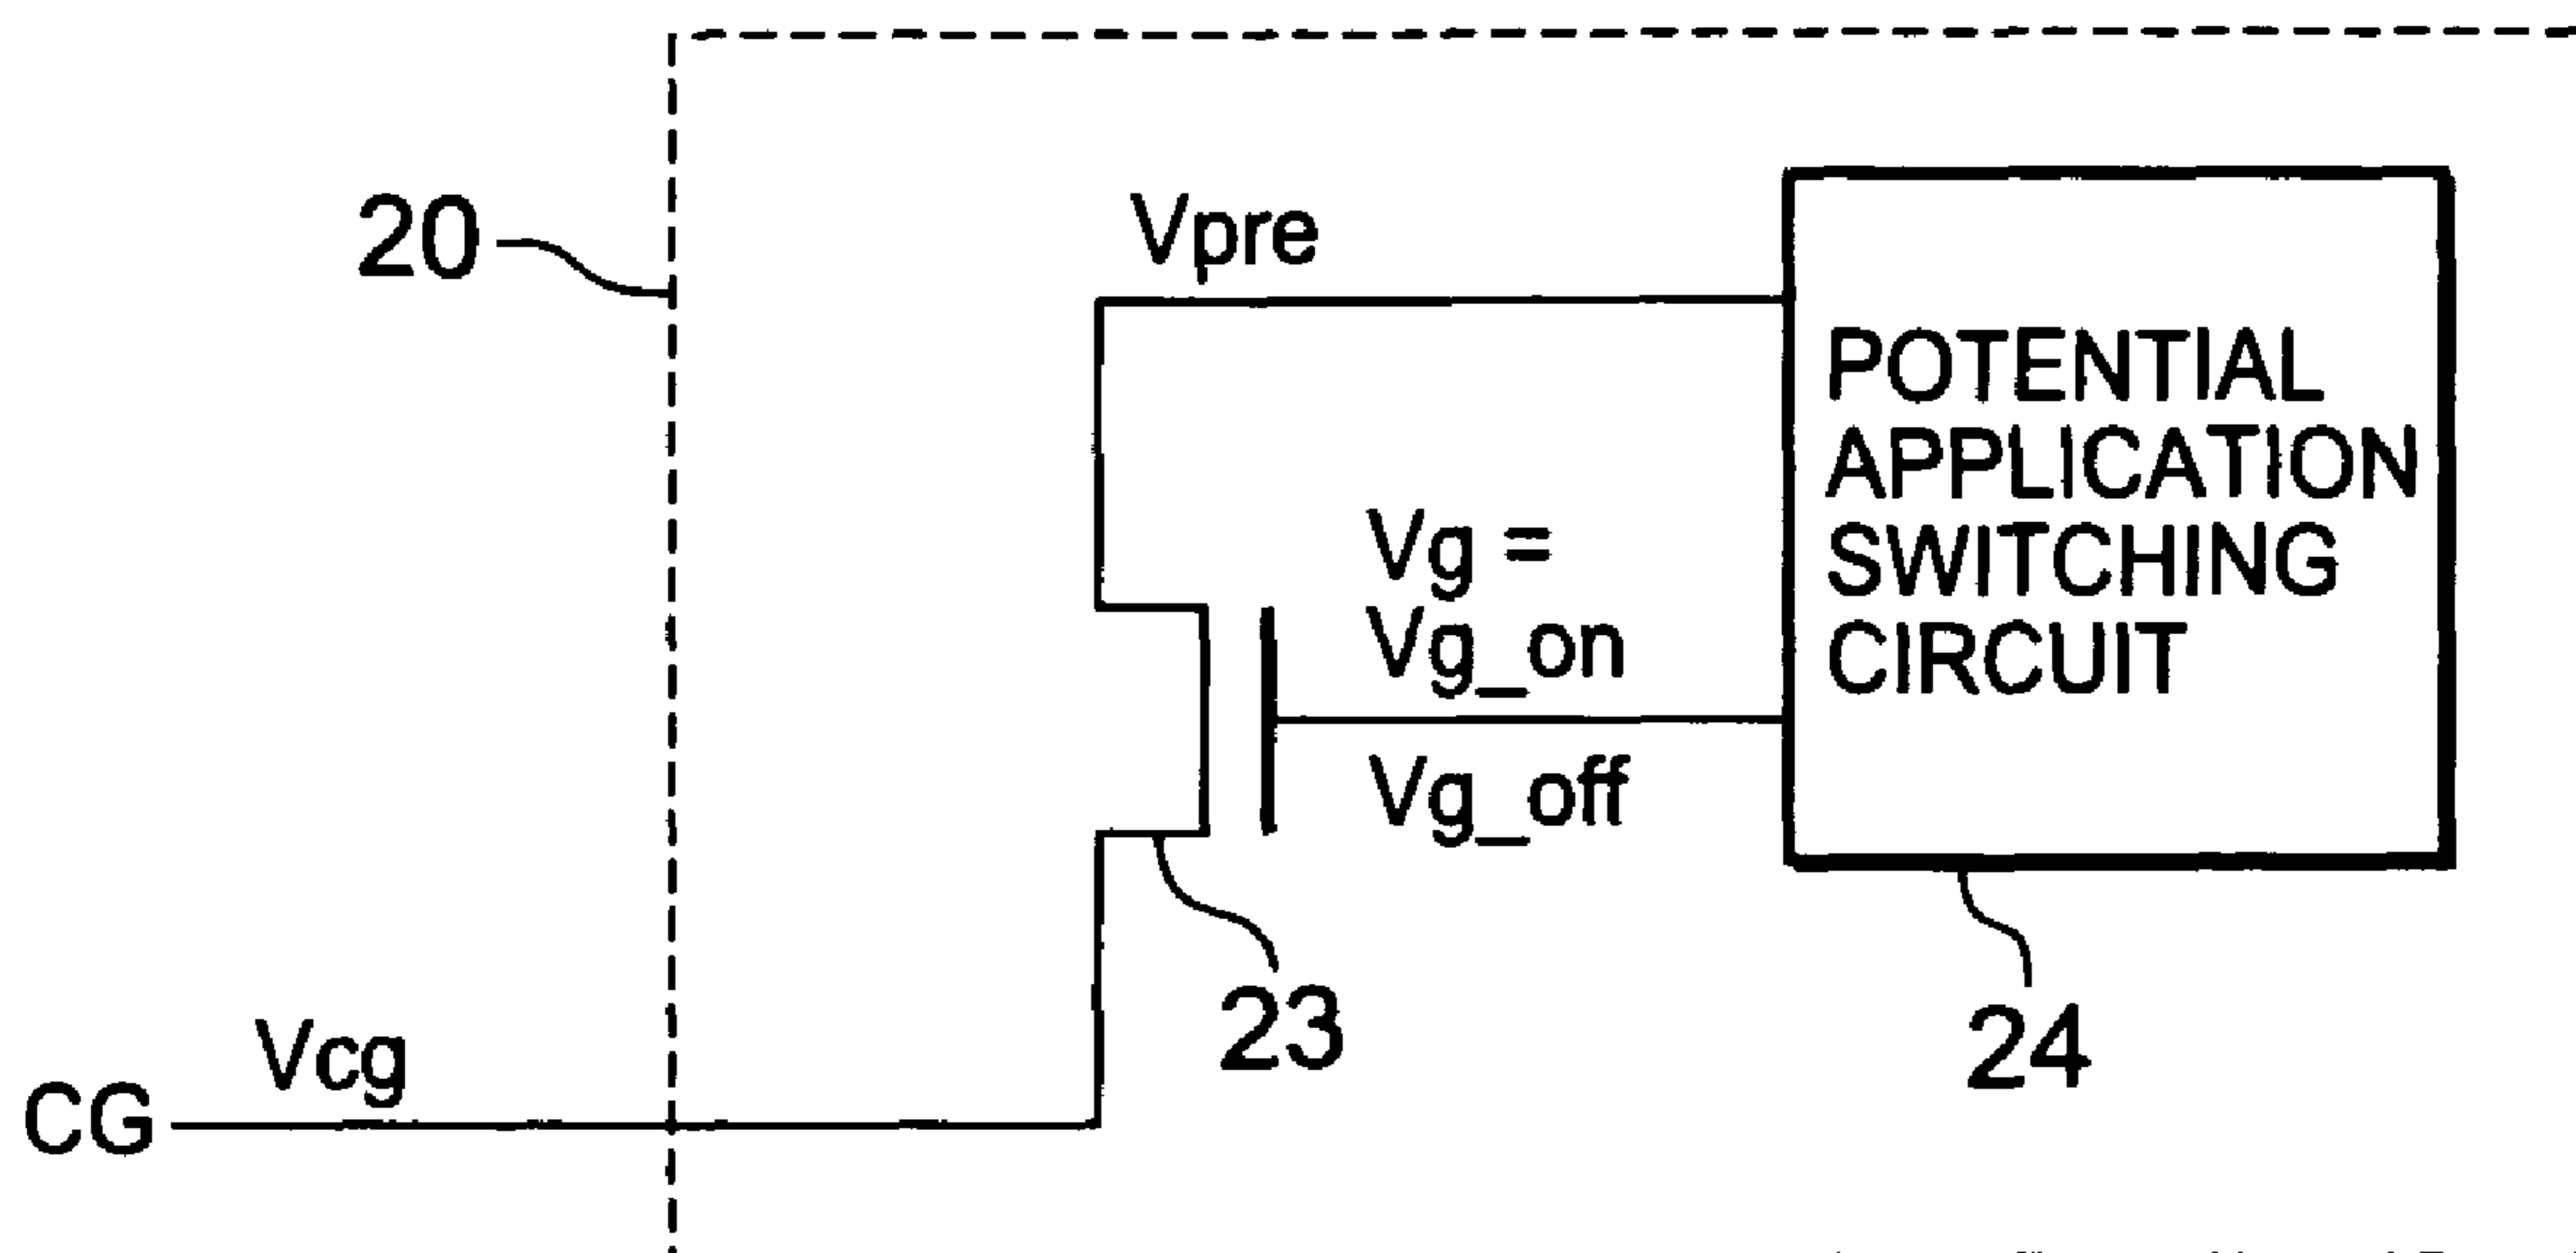 20
Vpre
POTENTIAL
APPLICATION
SWITCHING
CIRCUIT
Vg =
Vg_on
Vg_off
23
24
Vcg
CG